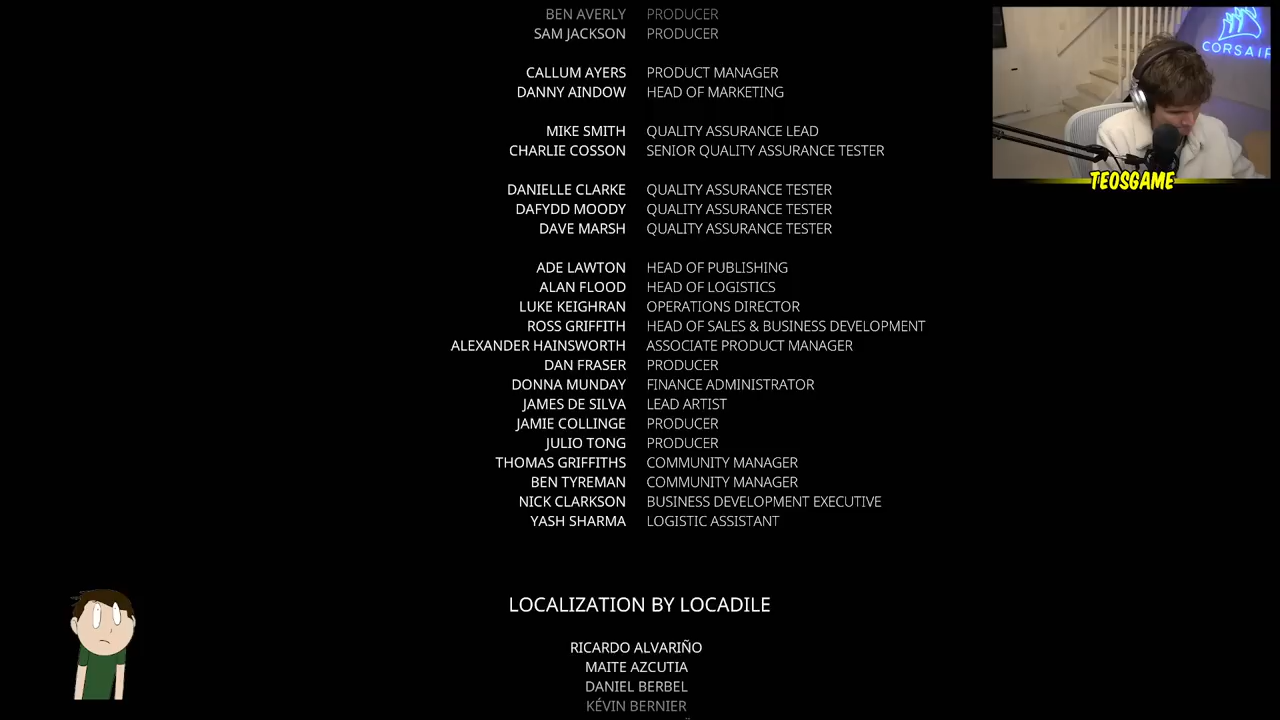 BEN AVERLY PRODUCER
SAM JACKSON PRODUCER
CALLUM AYERS PRODUCT MANAGER
DANNY AINDOW HEAD OF MARKETING
MIKE SMITH QUALITY ASSURANCE LEAD
CHARLIE COSSON SENIOR QUALITY ASSURANCE TESTER
DANIELLE CLARKE QUALITY ASSURANCE TESTER
DAFYDD MOODY QUALITY ASSURANCE TESTER
DAVE MARSH QUALITY ASSURANCE TESTER
ADE LAWTON HEAD OF PUBLISHING
ALAN FLOOD HEAD OF LOGISTICS
LUKE KEIGHRAN OPERATIONS DIRECTOR
ROSS GRIFFITH HEAD OF SALES & BUSINESS DEVELOPMENT
ALEXANDER HAINSWORTH ASSOCIATE PRODUCT MANAGER
DAN FRASER PRODUCER
DONNA MUNDAY FINANCE ADMINISTRATOR
JAMES DE SILVA LEAD ARTIST
JAMIE COLLINGE PRODUCER
JULIO TONG PRODUCER
THOMAS GRIFFITHS COMMUNITY MANAGER
BEN TYREMAN COMMUNITY MANAGER
NICK CLARKSON BUSINESS DEVELOPMENT EXECUTIVE
YASH SHARMA LOGISTIC ASSISTANT
LOCALIZATION BY LOCADILE
RICARDO ALVARIÑO
MAITE AZCUTIA
DANIEL BERBEL
KÉVIN BERNIER
CORSAIR
TEOSGAME